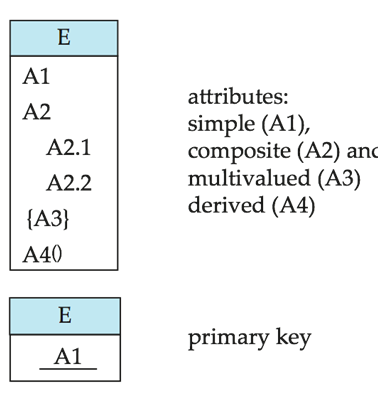 E
A1
A2
A2.1
A2.2
{A3}
A4()
attributes:
simple (A1),
composite (A2) and
multivalued (A3)
derived (A4)
E
A1
primary key